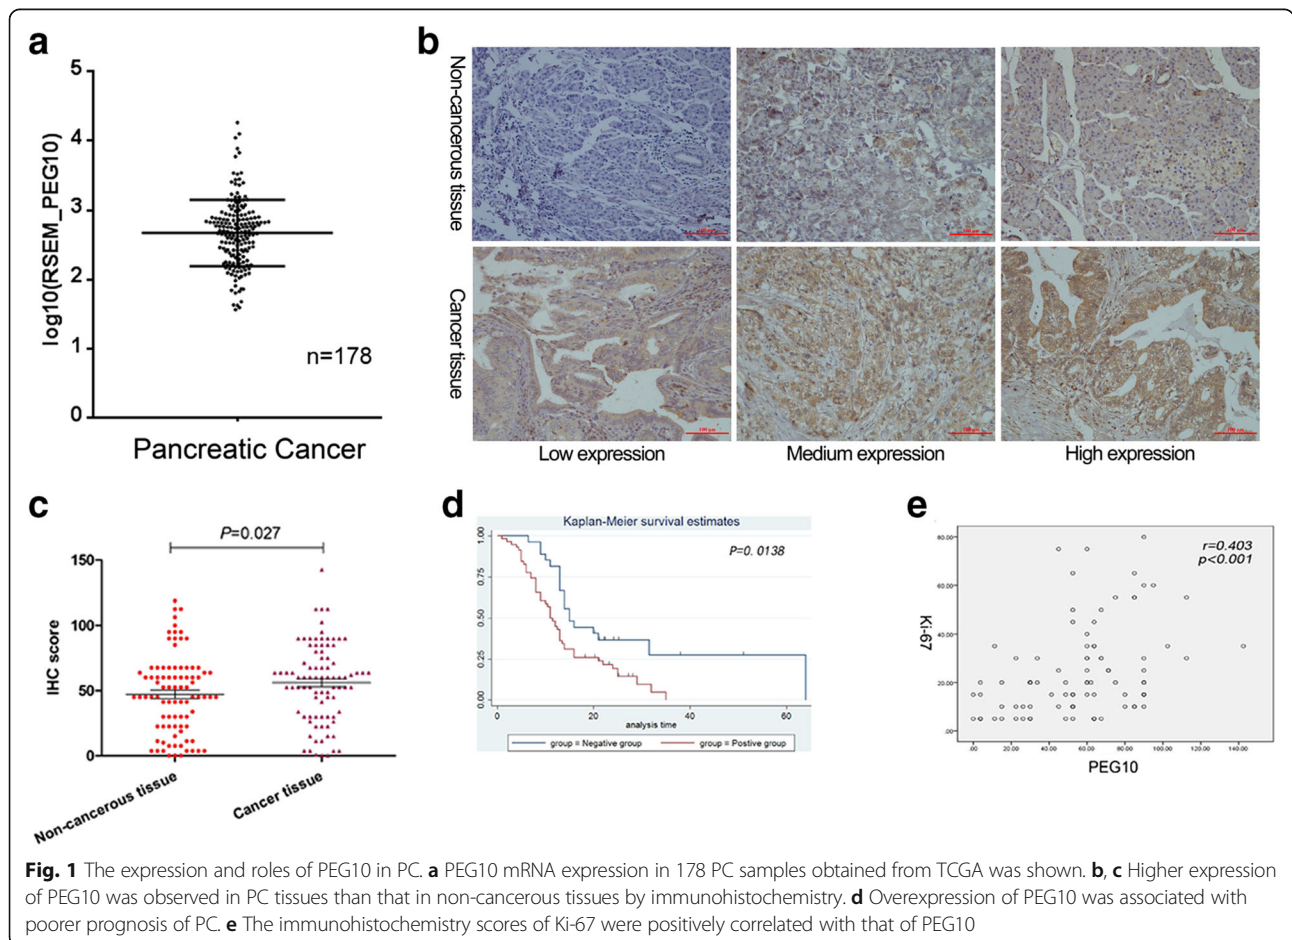 a
5
4
3
2
1
0
log10(RSEM_PEG10)
n=178
Pancreatic Cancer
b
Non-cancerous tissue
Cancer tissue
100 μm
100 μm
100 μm
Low expression
Medium expression
High expression
c
P=0.027
150
100
50
0
IHC score
Non-cancerous tissue
Cancer tissue
d
Kaplan-Meier survival estimates
P=0. 0138
1.00
0.75
0.50
0.25
0.00
0
20
40
60
analysis time
group = Negative group
group = Postive group
e
r=0.403
p<0.001
80.00
60.00
40.00
20.00
.00
Ki-67
.00
20.00
40.00
60.00
80.00
100.00
120.00
140.00
PEG10
Fig. 1 The expression and roles of PEG10 in PC. a PEG10 mRNA expression in 178 PC samples obtained from TCGA was shown. b, c Higher expression
of PEG10 was observed in PC tissues than that in non-cancerous tissues by immunohistochemistry. d Overexpression of PEG10 was associated with
poorer prognosis of PC. e The immunohistochemistry scores of Ki-67 were positively correlated with that of PEG10